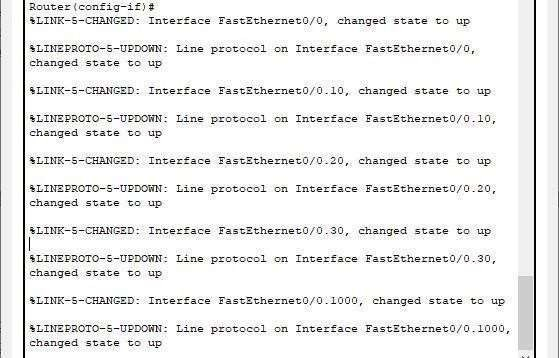 Router(config-if)#
%LINK-5-CHANGED: Interface FastEthernet0/0, changed state to up
%LINEPROTO-5-UPDOWN: Line protocol on Interface FastEthernet0/0,
changed state to up
%LINK-5-CHANGED: Interface FastEthernet0/0.10, changed state to up
%LINEPROTO-5-UPDOWN: Line protocol on Interface FastEthernet0/0.10,
changed state to up
%LINK-5-CHANGED: Interface FastEthernet0/0.20, changed state to up
%LINEPROTO-5-UPDOWN: Line protocol on Interface FastEthernet0/0.20,
changed state to up
%LINK-5-CHANGED: Interface FastEthernet0/0.30, changed state to up
%LINEPROTO-5-UPDOWN: Line protocol on Interface FastEthernet0/0.30,
changed state to up
%LINK-5-CHANGED: Interface FastEthernet0/0.1000, changed state to up
%LINEPROTO-5-UPDOWN: Line protocol on Interface FastEthernet0/0.1000,
changed state to up